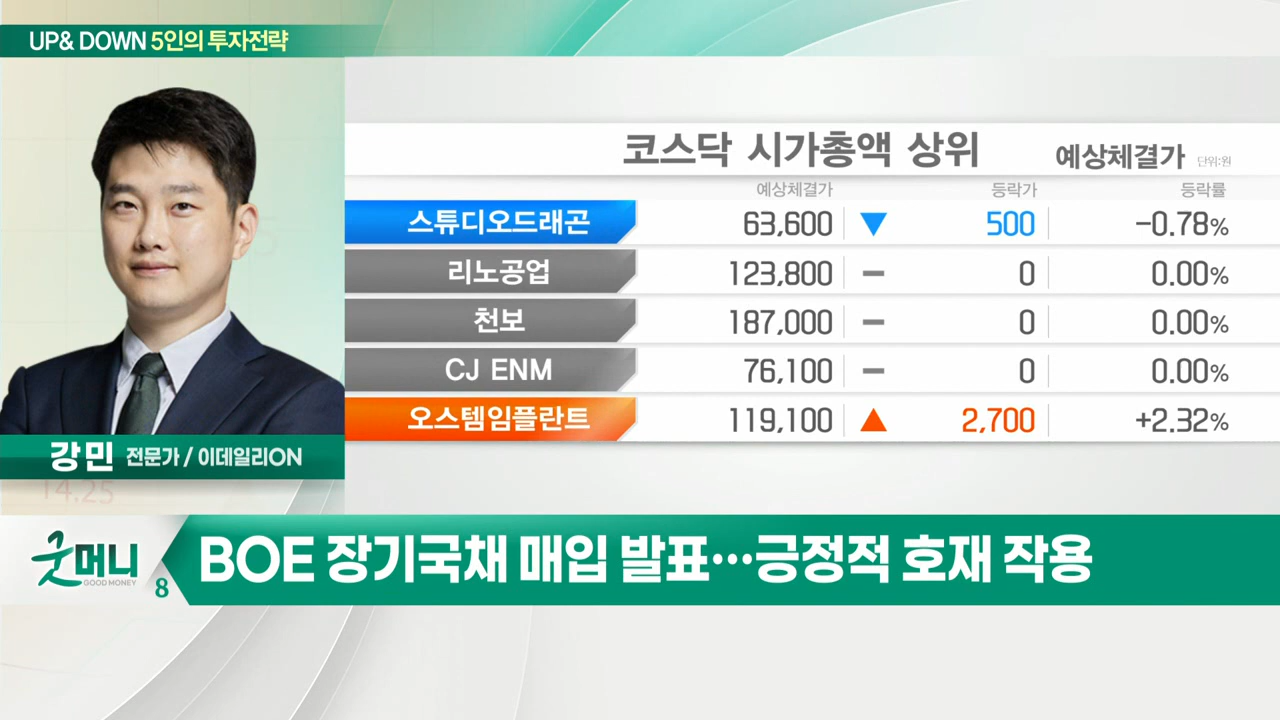 UP& DOWN 5인의 투자전략
코스닥 시가총액 상위 예상체결가 단위:원
예상체결가 등락가 등락률
스튜디오드래곤 63,600 ▼ 500 -0.78%
리노공업 123,800 - 0 0.00%
천보 187,000 - 0 0.00%
CJ ENM 76,100 - 0 0.00%
오스템임플란트 119,100 ▲ 2,700 +2.32%
강민 전문가 / 이데일리ON
14.25
굿머니
GOOD MONEY
8
BOE 장기국채 매입 발표···긍정적 호재 작용